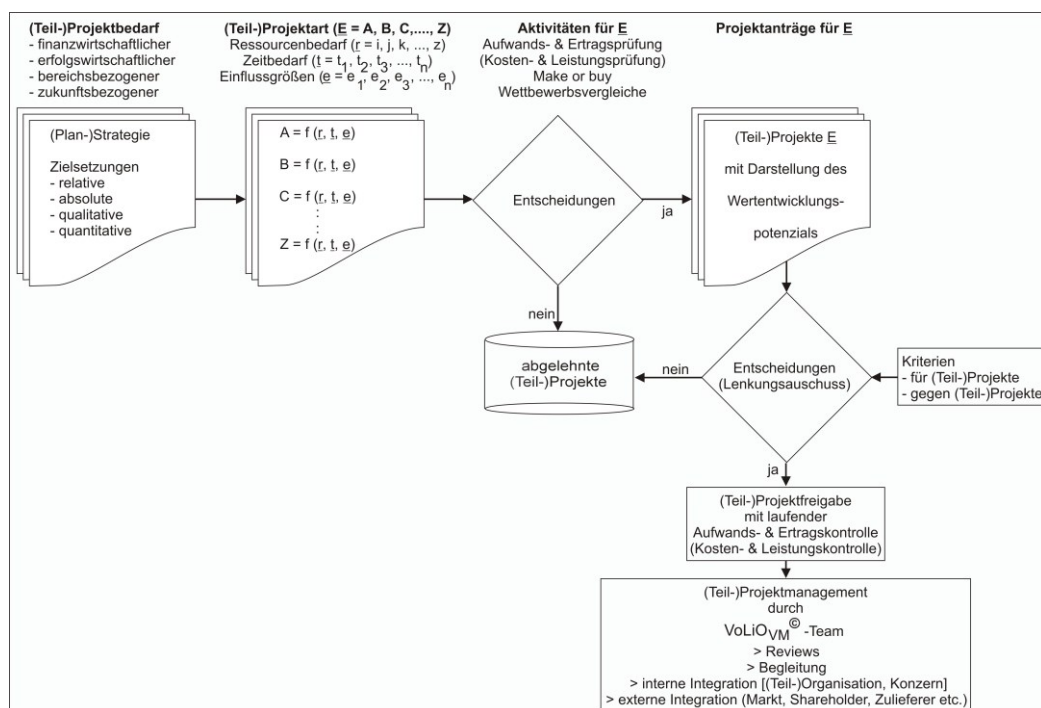 (Teil-)Projektbedarf
- finanzwirtschaftlicher
- erfolgswirtschaftlicher
- bereichsbezogener
- zukunftsbezogener
(Plan-)Strategie
Zielsetzungen
- relative
- absolute
- qualitative
- quantitative
(Teil-)Projektart (E = A, B, C,...., Z)
Ressourcenbedarf (r = i, j, k, ..., z)
Zeitbedarf (t = t1, t2, t3, ..., tn)
Einflussgrößen (e = e1, e2, e3, ..., en)
A = f (r, t, e)
B = f (r, t, e)
C = f (r, t, e)
:
:
Z = f (r, t, e)
Aktivitäten für E
Aufwands- & Ertragsprüfung
(Kosten- & Leistungsprüfung)
Make or buy
Wettbewerbsvergleiche
Entscheidungen
ja
nein
abgelehnte
(Teil-)Projekte
Projektanträge für E
(Teil-)Projekte E
mit Darstellung des
Wertentwicklungs-
potenzials
Entscheidungen
(Lenkungsauschuss)
nein
Kriterien
- für (Teil-)Projekte
- gegen (Teil-)Projekte
ja
(Teil-)Projektfreigabe
mit laufender
Aufwands- & Ertragskontrolle
(Kosten- & Leistungskontrolle)
(Teil-)Projektmanagement
durch
VoLiOVM© -Team
> Reviews
> Begleitung
> interne Integration [(Teil-)Organisation, Konzern]
> externe Integration (Markt, Shareholder, Zulieferer etc.)